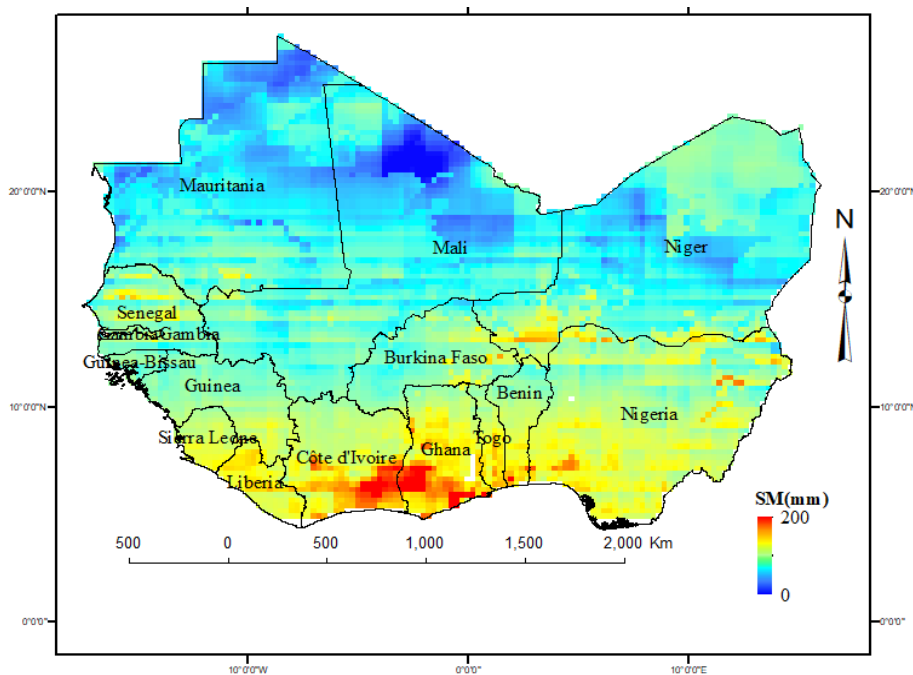 20°0'0"N
20°0'0"N
Mauritania
N
Mali
Niger
Senegal
Gambia Gambia
Guinea-Bissau
Burkina Faso
Guinea
Benin
10°0'0"N
10°0'0"N
Nigeria
Sierra Leone
Togo
Ghana
Côte d'Ivoire
Liberia
SM(mm)
200
0
500 0 500 1,000 1,500 2,000 Km
0°0'0"
0°0'0"
10°0'0"W 0°0'0" 10°0'0"E